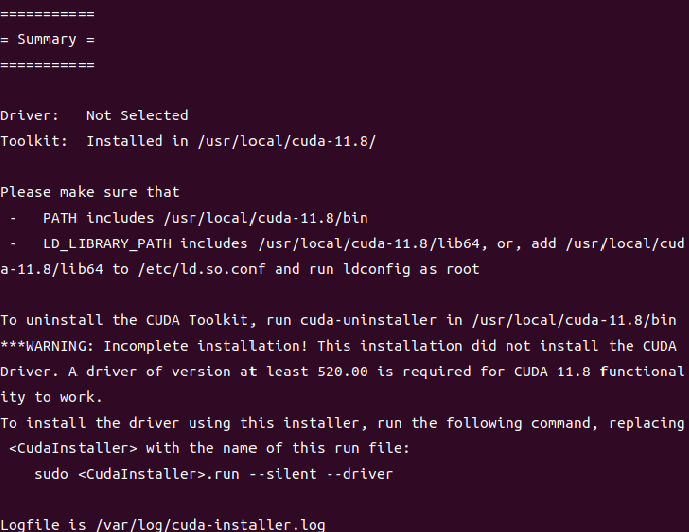 ===========
= Summary =
===========
Driver:   Not Selected
Toolkit:  Installed in /usr/local/cuda-11.8/
Please make sure that
 -   PATH includes /usr/local/cuda-11.8/bin
 -   LD_LIBRARY_PATH includes /usr/local/cuda-11.8/lib64, or, add /usr/local/cud
a-11.8/lib64 to /etc/ld.so.conf and run ldconfig as root
To uninstall the CUDA Toolkit, run cuda-uninstaller in /usr/local/cuda-11.8/bin
***WARNING: Incomplete installation! This installation did not install the CUDA
Driver. A driver of version at least 520.00 is required for CUDA 11.8 functional
ity to work.
To install the driver using this installer, run the following command, replacing
 <CudaInstaller> with the name of this run file:
    sudo <CudaInstaller>.run --silent --driver
Logfile is /var/log/cuda-installer.log